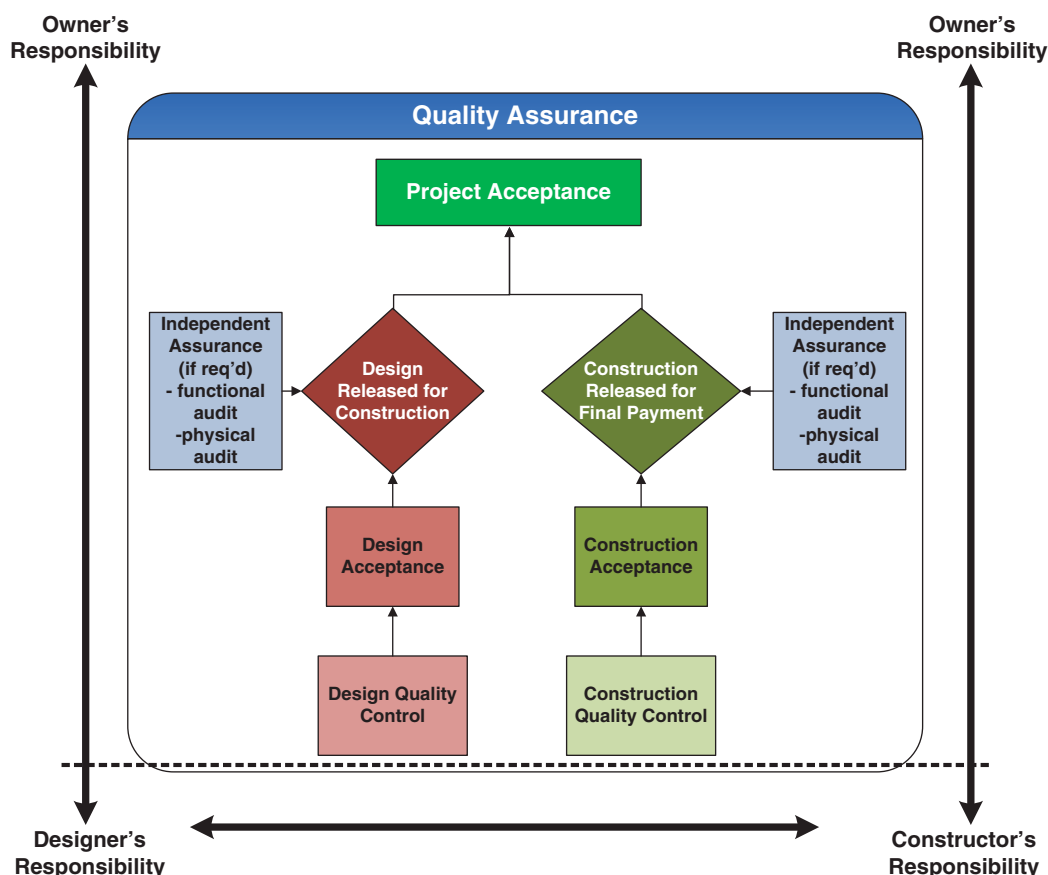 Owner's
Responsibility
Owner's
Responsibility
Quality Assurance
Project Acceptance
Independent
Assurance
(if req'd)
- functional
audit
-physical
audit
Design
Released for
Construction
Construction
Released for
Final Payment
Independent
Assurance
(if req'd)
- functional
audit
-physical
audit
Design
Acceptance
Construction
Acceptance
Design Quality
Control
Construction
Quality Control
Designer's
Responsibility
Constructor's
Responsibility